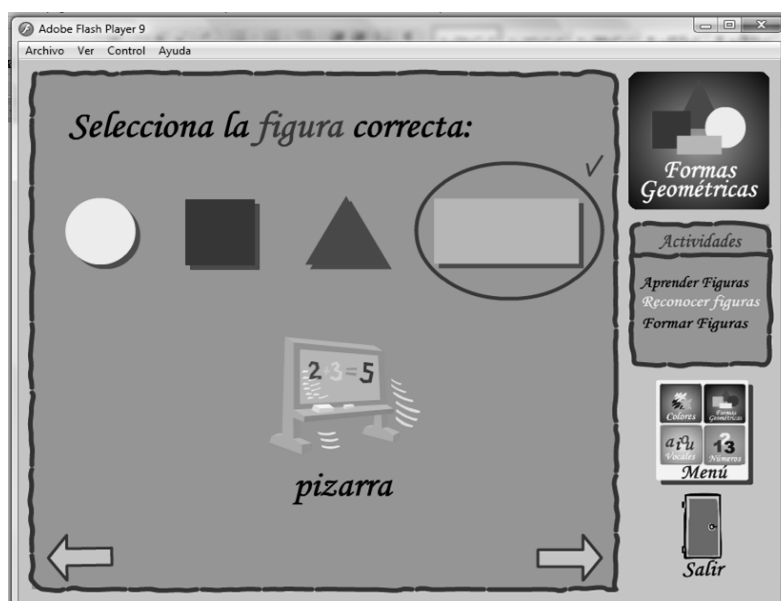 Adobe Flash Player 9
Archivo Ver Control Ayuda
Selecciona la figura correcta:
2+3=5
pizarra
Formas
Geométricas
Actividades
Aprender Figuras
Reconocer figuras
Formar Figuras
Colores
Formas
Geométricas
aiou
Vocales
13
Números
Menú
Salir